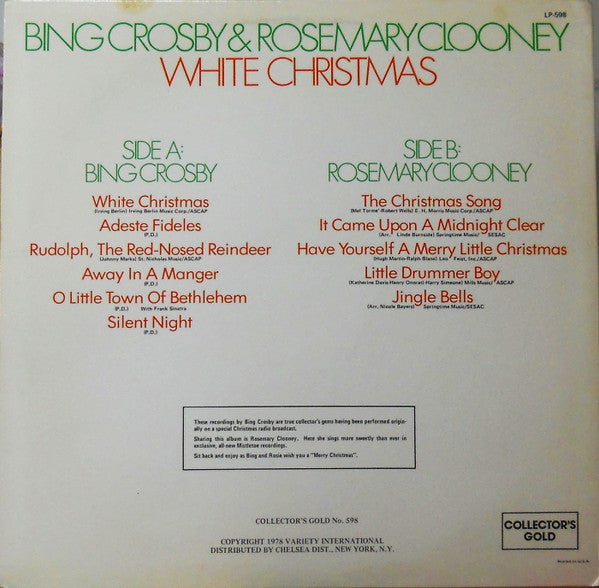 LP-598
BING CROSBY & ROSEMARY CLOONEY
WHITE CHRISTMAS
SIDE A:
BING CROSBY
White Christmas
(Irving Berlin) Irving Berlin Music Corp./ASCAP
Adeste Fideles
(P.D.)
Rudolph, The Red-Nosed Reindeer
(Johnny Marks) St. Nicholas Music/ASCAP
Away In A Manger
(P.D.)
O Little Town Of Bethlehem
(P.D.) With Frank Sinatra
Silent Night
(P.D.)
SIDE B:
ROSEMARY CLOONEY
The Christmas Song
(Mel Torme'-Robert Wells) E. H. Morris Music Corp./ASCAP
It Came Upon A Midnight Clear
(Arr. Linda Burnside) Springtime Music/ SESAC
Have Yourself A Merry Little Christmas
(Hugh Martin-Ralph Blane) Leo Feist, Inc./ASCAP
Little Drummer Boy
(Katherine Davis-Henry Onorati-Harry Simeone) Mills Music/ ASCAP
Jingle Bells
(Arr. Nicole Bayers) Springtime Music/SESAC
These recordings by Bing Crosby are true collector's gems having been performed origin-
ally on a special Christmas radio broadcast.
Sharing this album is Rosemary Clooney. Here she sings more sweetly than ever in
exclusive, all-new Mistletoe recordings.
Sit back and enjoy as Bing and Rosie wish you a "Merry Christmas".
COLLECTOR'S GOLD No. 598
COPYRIGHT 1978 VARIETY INTERNATIONAL
DISTRIBUTED BY CHELSEA DIST., NEW YORK, N.Y.
COLLECTOR'S
GOLD